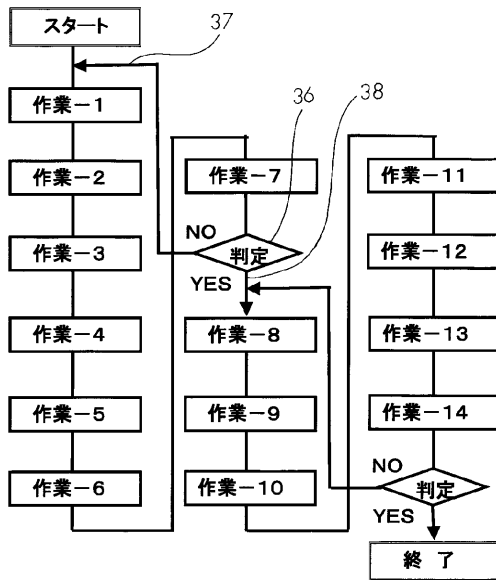 スタート
37
作業－1
作業－2
作業－3
作業－4
作業－5
作業－6
36
38
作業－7
NO
判定
YES
作業－8
作業－9
作業－10
作業－11
作業－12
作業－13
作業－14
NO
判定
YES
終 了